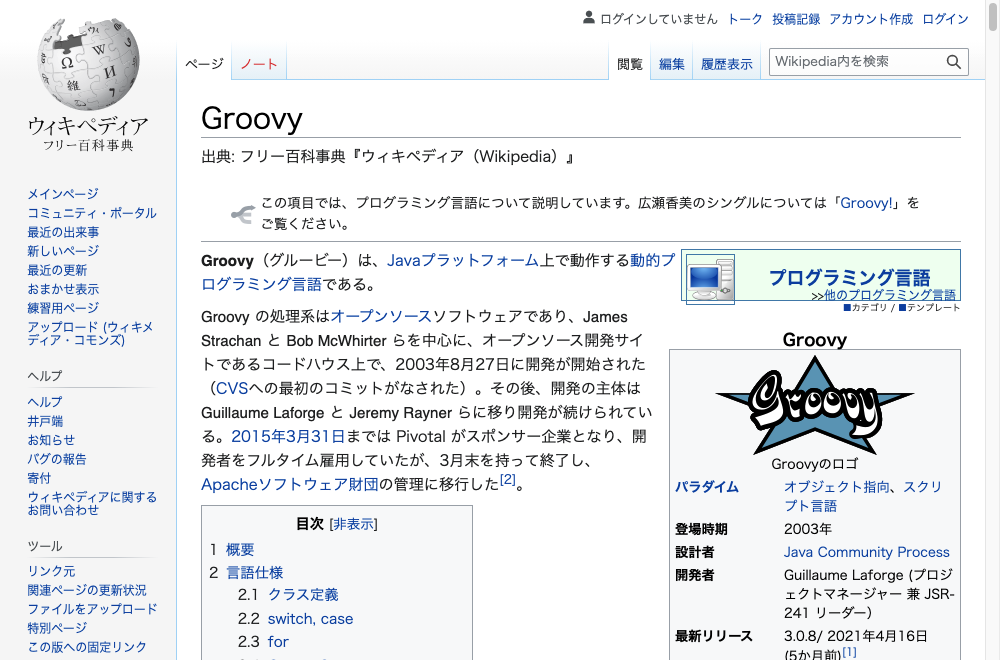 ログインしていません トーク 投稿記録 アカウント作成 ログイン
ページ ノート 閲覧 編集 履歴表示 Wikipedia内を検索
ウィキペディア
フリー百科事典
メインページ
コミュニティ・ポータル
最近の出来事
新しいページ
最近の更新
おまかせ表示
練習用ページ
アップロード (ウィキメ
ディア・コモンズ)
ヘルプ
ヘルプ
井戸端
お知らせ
バグの報告
寄付
ウィキペディアに関する
お問い合わせ
ツール
リンク元
関連ページの更新状況
ファイルをアップロード
特別ページ
この版への固定リンク
Groovy
出典: フリー百科事典『ウィキペディア（Wikipedia）』
この項目では、プログラミング言語について説明しています。広瀬香美のシングルについては「Groovy!」を
ご覧ください。
Groovy（グルービー）は、Javaプラットフォーム上で動作する動的プ
ログラミング言語である。
Groovy の処理系はオープンソースソフトウェアであり、James
Strachan と Bob McWhirter らを中心に、オープンソース開発サイ
トであるコードハウス上で、2003年8月27日に開発が開始された
（CVSへの最初のコミットがなされた）。その後、開発の主体は
Guillaume Laforge と Jeremy Rayner らに移り開発が続けられてい
る。2015年3月31日までは Pivotal がスポンサー企業となり、開
発者をフルタイム雇用していたが、3月末を持って終了し、
Apacheソフトウェア財団の管理に移行した[2]。
目次 [非表示]
1 概要
2 言語仕様
2.1 クラス定義
2.2 switch, case
2.3 for
プログラミング言語
>>他のプログラミング言語
■カテゴリ / ■テンプレート
Groovy
Groovy
Groovyのロゴ
パラダイム オブジェクト指向、スクリ
プト言語
登場時期 2003年
設計者 Java Community Process
開発者 Guillaume Laforge (プロジ
ェクトマネージャー 兼 JSR-
241 リーダー）
最新リリース 3.0.8/ 2021年4月16日
(5か月前)[1]